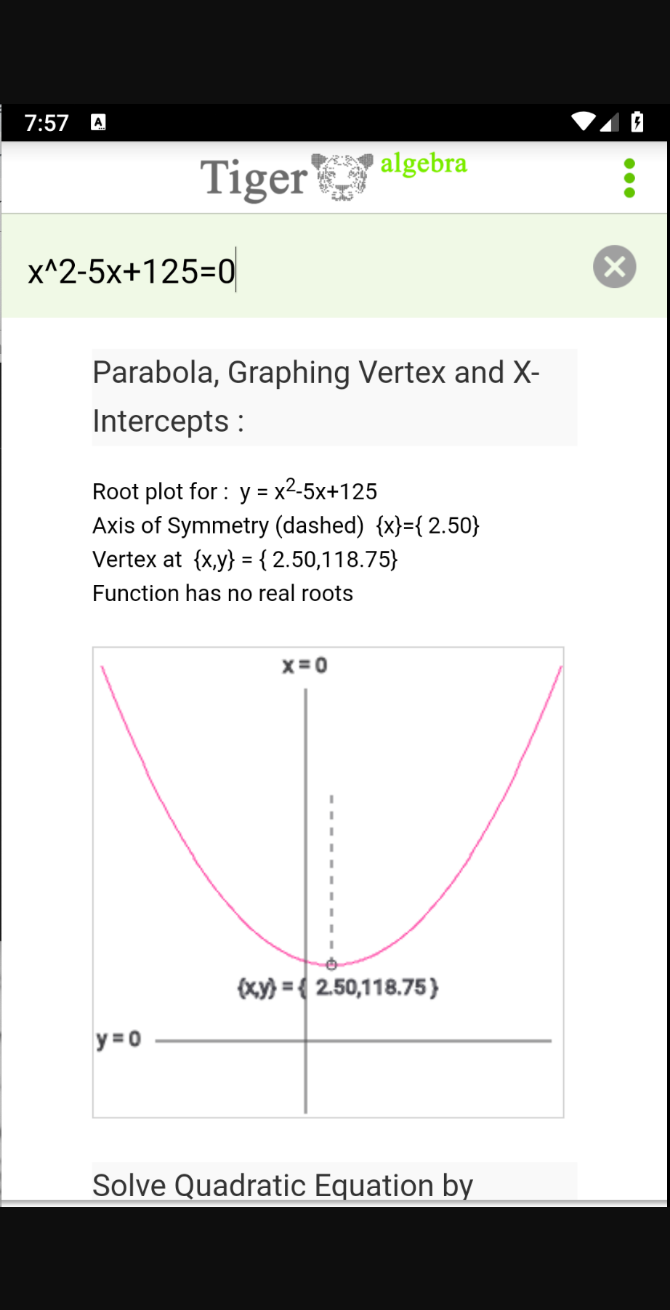 7:57 A
Tiger algebra
x^2-5x+125=0
Parabola, Graphing Vertex and X-
Intercepts :
Root plot for : y = x2-5x+125
Axis of Symmetry (dashed) {x}={ 2.50}
Vertex at {x,y} = { 2.50,118.75}
Function has no real roots
x = 0
{x,y} = { 2.50,118.75 }
y = 0
Solve Quadratic Equation by